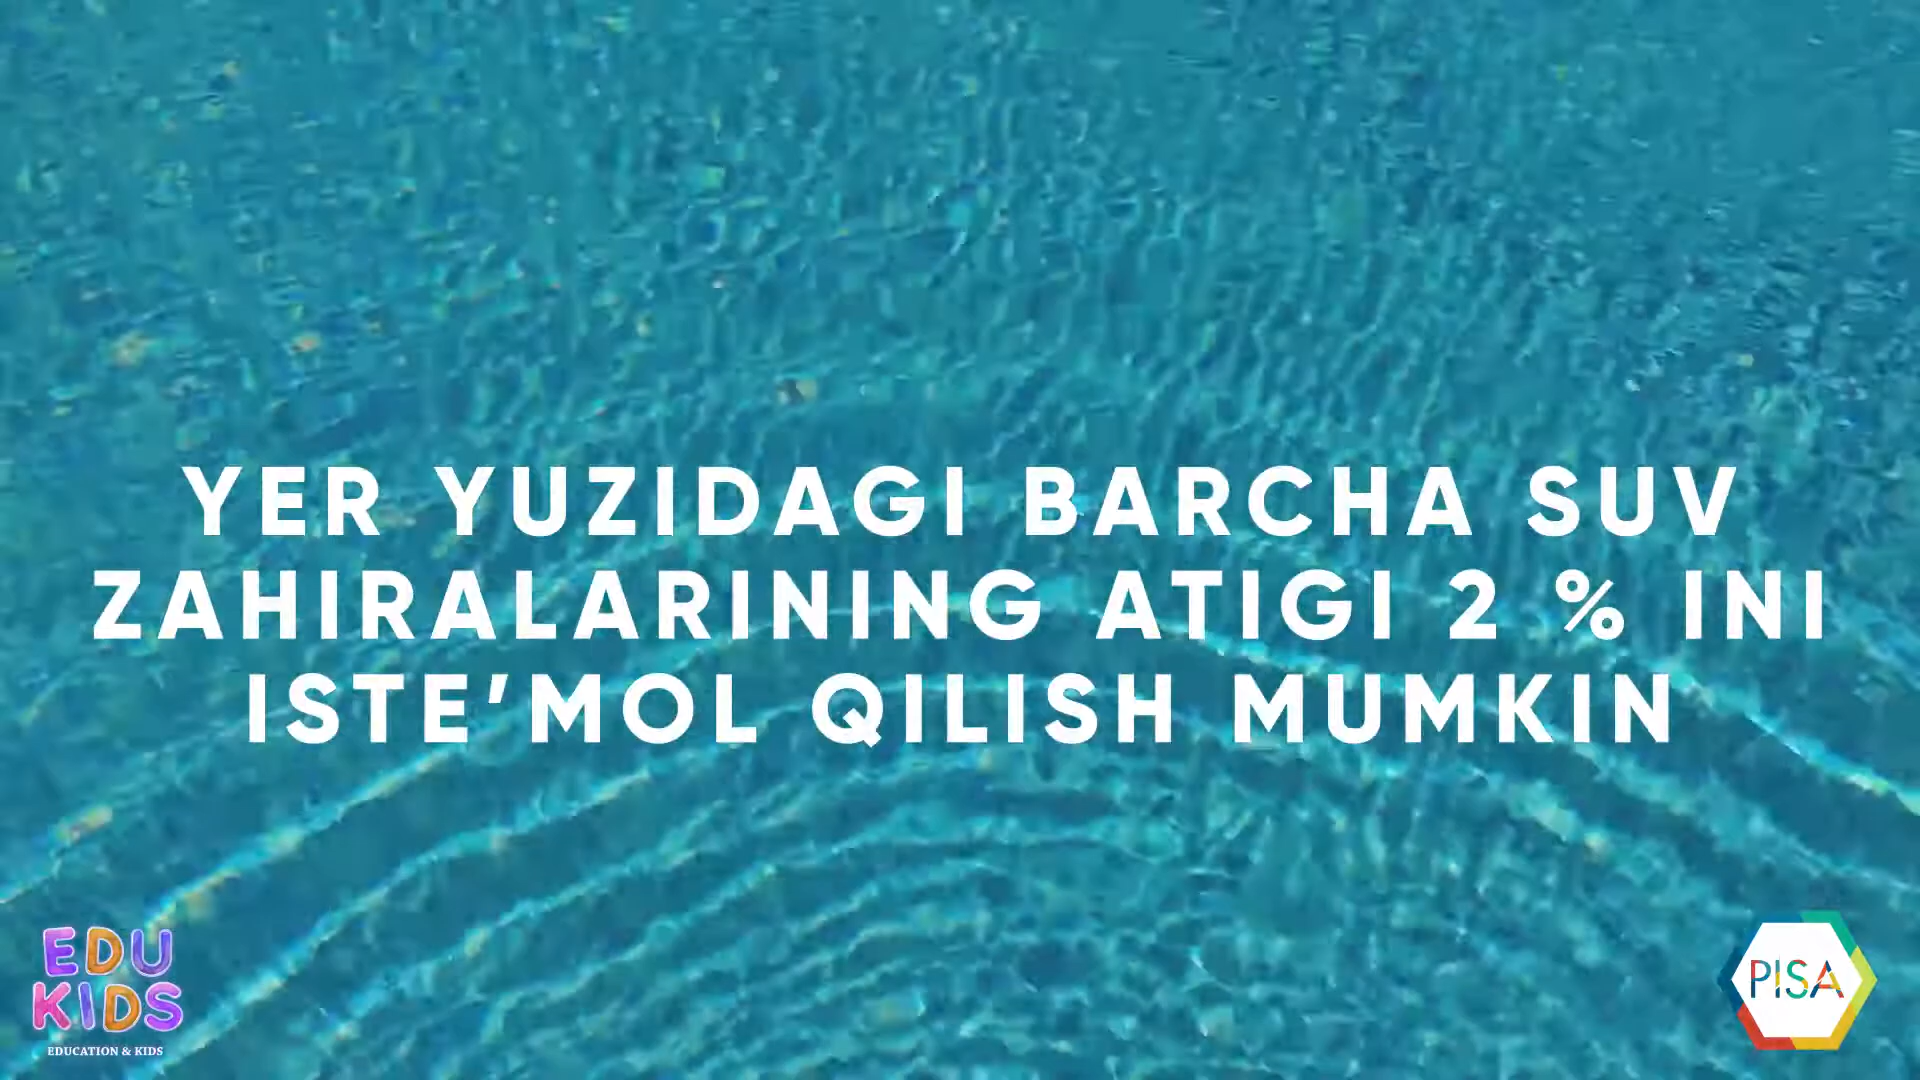 YER YUZIDAGI BARCHA SUV
ZAHIRALARINING ATIGI 2 % INI
ISTE’MOL QILISH MUMKIN
EDU
KIDS
EDUCATION & KIDS
PISA